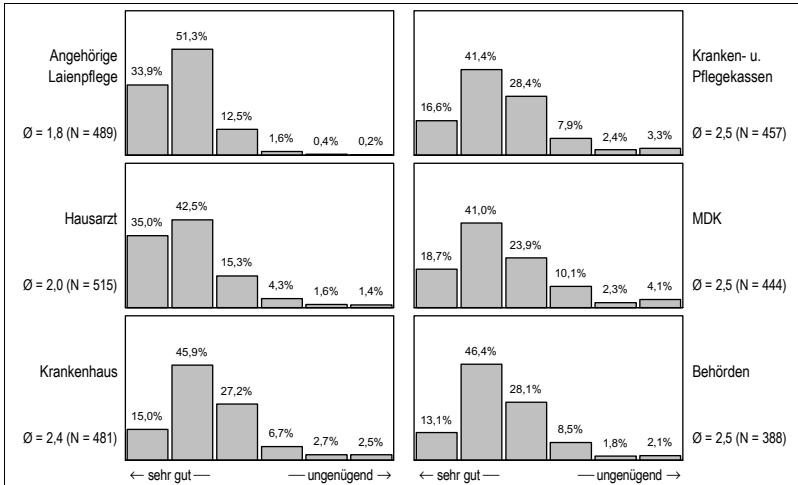 Angehörige
Laienpflege
Ø = 1,8 (N = 489)
33,9%
51,3%
12,5%
1,6%
0,4%
0,2%
16,6%
41,4%
28,4%
7,9%
2,4%
3,3%
Kranken- u.
Pflegekassen
Ø = 2,5 (N = 457)
Hausarzt
Ø = 2,0 (N = 515)
35,0%
42,5%
15,3%
4,3%
1,6%
1,4%
18,7%
41,0%
23,9%
10,1%
2,3%
4,1%
MDK
Ø = 2,5 (N = 444)
Krankenhaus
Ø = 2,4 (N = 481)
15,0%
45,9%
27,2%
6,7%
2,7%
2,5%
13,1%
46,4%
28,1%
8,5%
1,8%
2,1%
Behörden
Ø = 2,5 (N = 388)
← sehr gut — — ungenügend →
← sehr gut — — ungenügend →